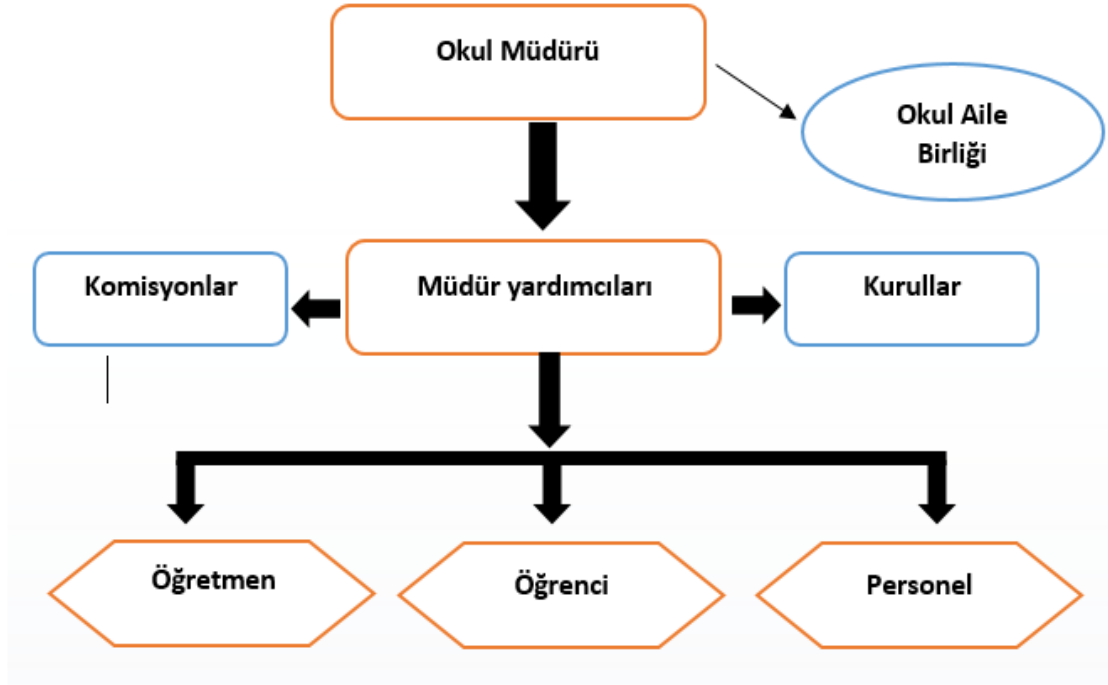 Okul Müdürü
Okul Aile
Birliği
Komisyonlar
Müdür yardımcıları
Kurullar
Öğretmen
Öğrenci
Personel